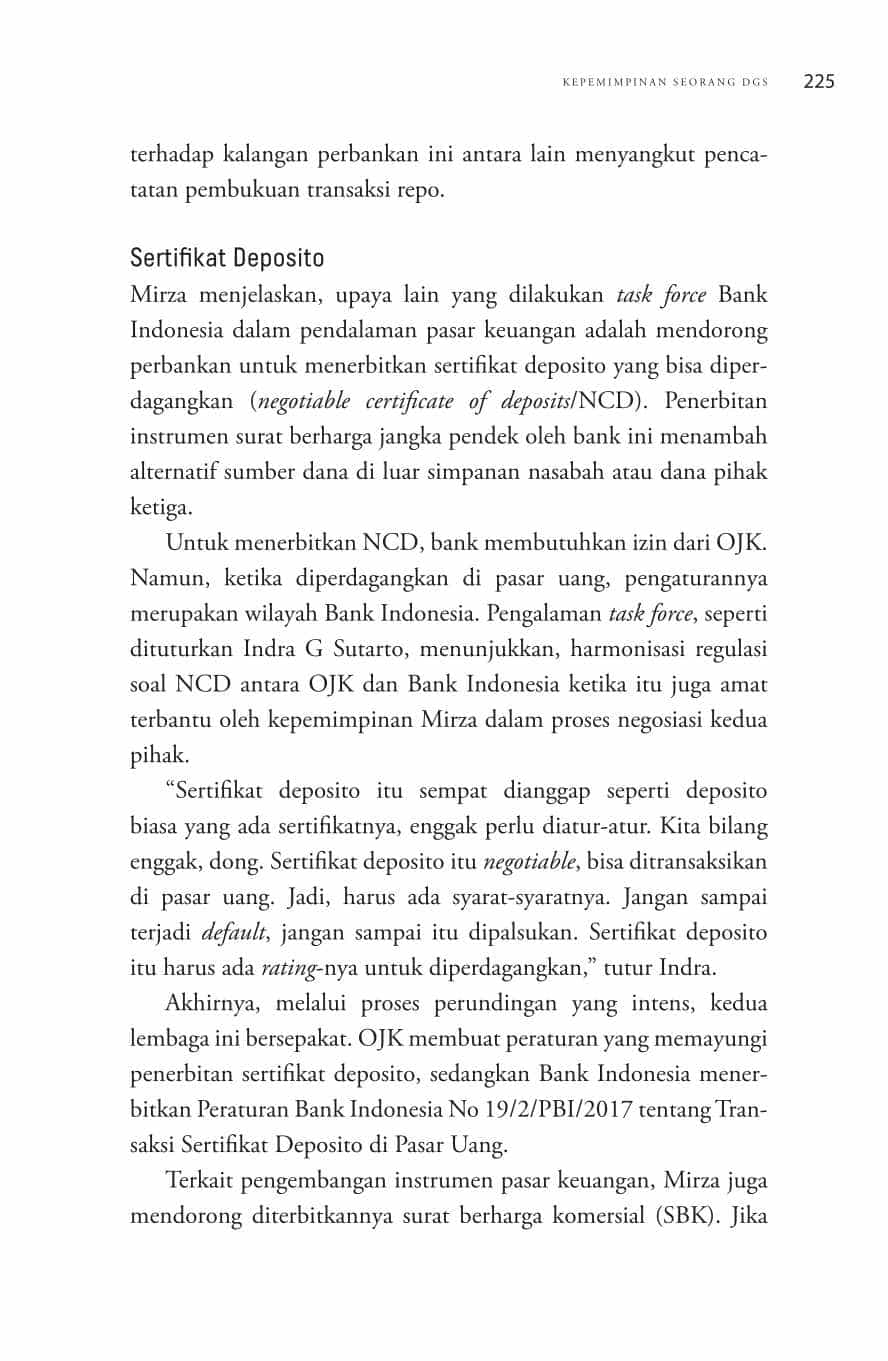 KEPEMIMPINAN SEORANG DGS 225
terhadap kalangan perbankan ini antara lain menyangkut penca-
tatan pembukuan transaksi repo.
Sertifikat Deposito
Mirza menjelaskan, upaya lain yang dilakukan task force Bank
Indonesia dalam pendalaman pasar keuangan adalah mendorong
perbankan untuk menerbitkan sertifikat deposito yang bisa diper-
dagangkan (negotiable certificate of deposits/NCD). Penerbitan
instrumen surat berharga jangka pendek oleh bank ini menambah
alternatif sumber dana di luar simpanan nasabah atau dana pihak
ketiga.
Untuk menerbitkan NCD, bank membutuhkan izin dari OJK.
Namun, ketika diperdagangkan di pasar uang, pengaturannya
merupakan wilayah Bank Indonesia. Pengalaman task force, seperti
dituturkan Indra G Sutarto, menunjukkan, harmonisasi regulasi
soal NCD antara OJK dan Bank Indonesia ketika itu juga amat
terbantu oleh kepemimpinan Mirza dalam proses negosiasi kedua
pihak.
“Sertifikat deposito itu sempat dianggap seperti deposito
biasa yang ada sertifikatnya, enggak perlu diatur-atur. Kita bilang
enggak, dong. Sertifikat deposito itu negotiable, bisa ditransaksikan
di pasar uang. Jadi, harus ada syarat-syaratnya. Jangan sampai
terjadi default, jangan sampai itu dipalsukan. Sertifikat deposito
itu harus ada rating-nya untuk diperdagangkan,” tutur Indra.
Akhirnya, melalui proses perundingan yang intens, kedua
lembaga ini bersepakat. OJK membuat peraturan yang memayungi
penerbitan sertifikat deposito, sedangkan Bank Indonesia mener-
bitkan Peraturan Bank Indonesia No 19/2/PBI/2017 tentang Tran-
saksi Sertifikat Deposito di Pasar Uang.
Terkait pengembangan instrumen pasar keuangan, Mirza juga
mendorong diterbitkannya surat berharga komersial (SBK). Jika